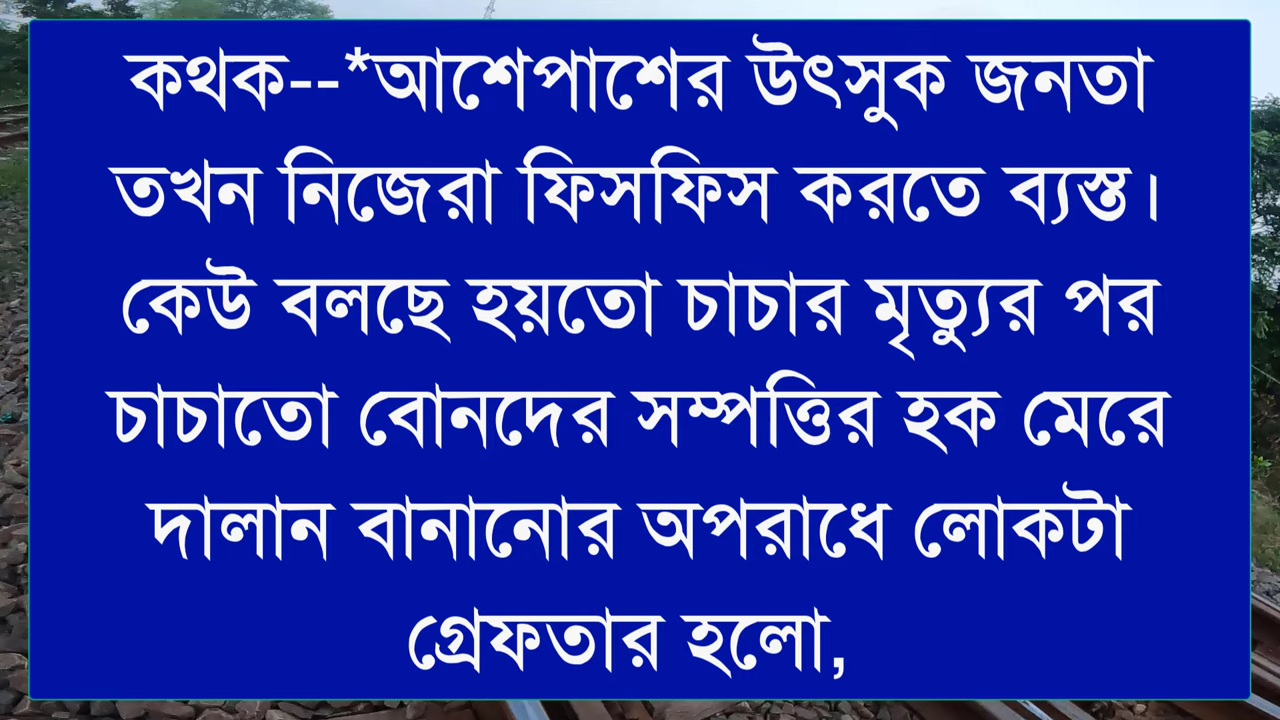 কথক--*আশেপাশের উৎসুক জনতা
তখন নিজেরা ফিসফিস করতে ব্যস্ত।
কেউ বলছে হয়তো চাচার মৃত্যুর পর
চাচাতো বোনদের সম্পত্তির হক মেরে
দালান বানানোর অপরাধে লোকটা
গ্রেফতার হলো,